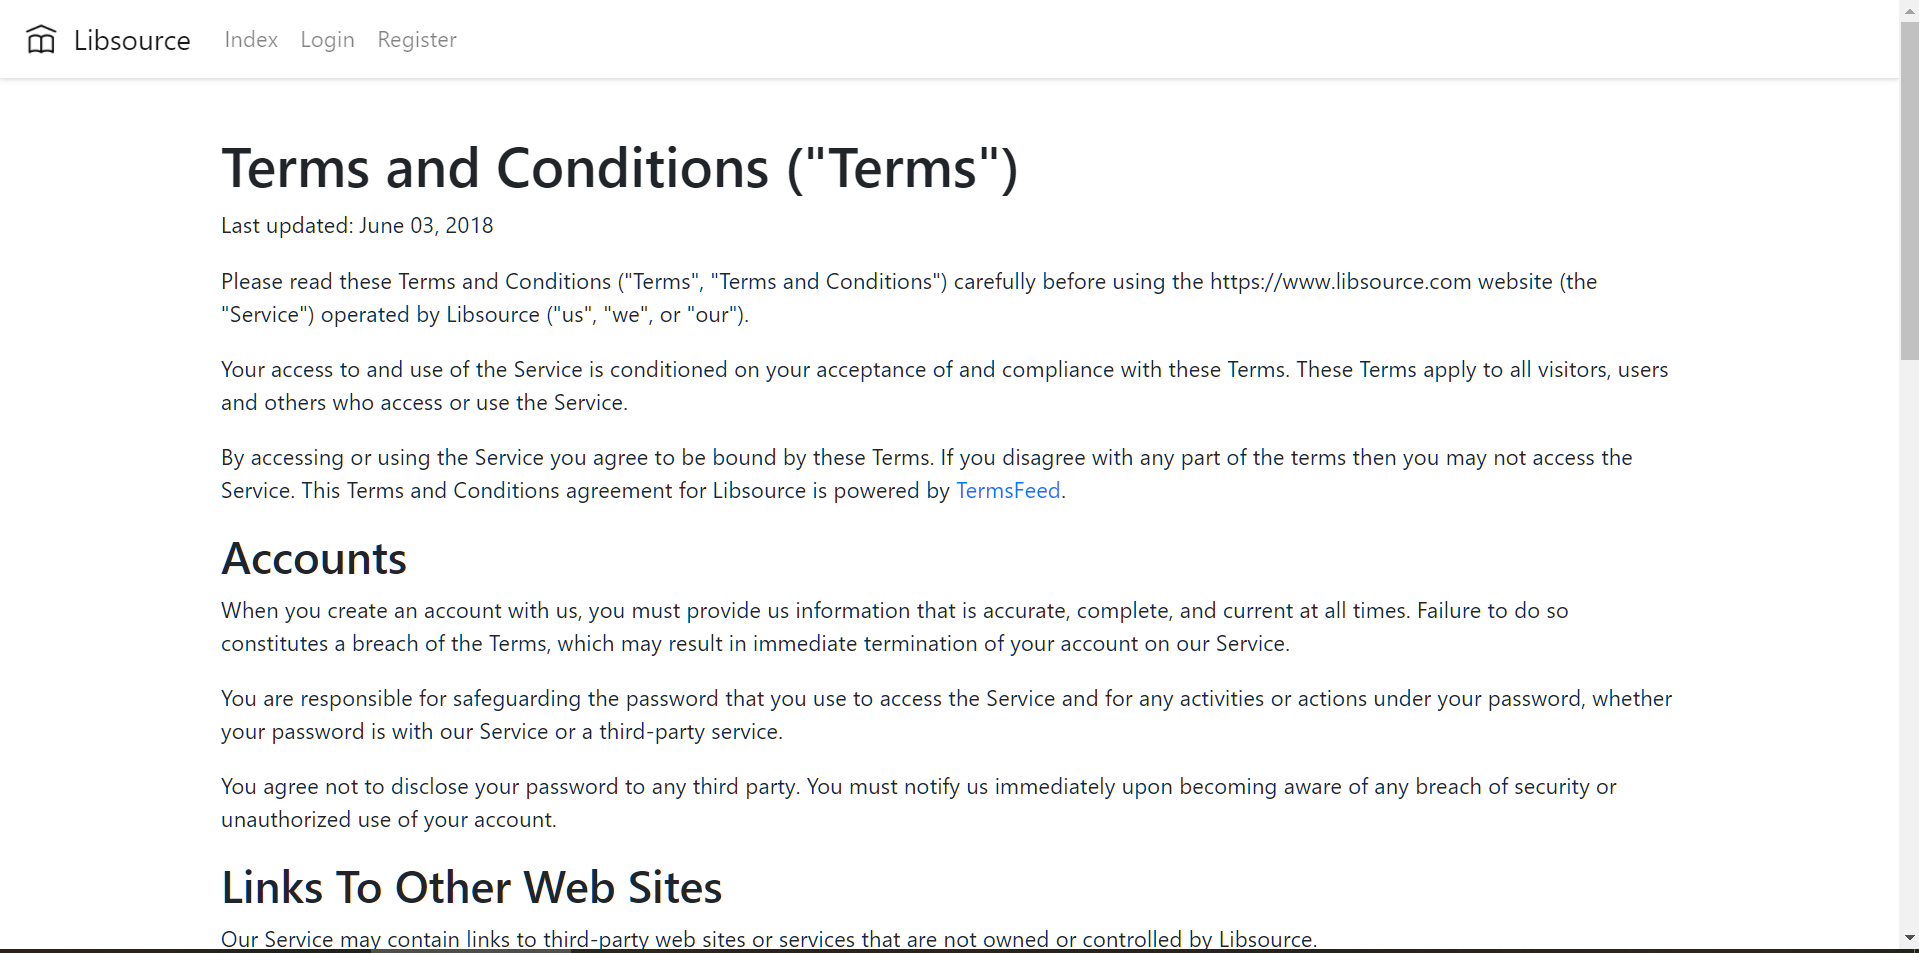 Libsource Index Login Register
Terms and Conditions ("Terms")
Last updated: June 03, 2018
Please read these Terms and Conditions ("Terms", "Terms and Conditions") carefully before using the https://www.libsource.com website (the
"Service") operated by Libsource ("us", "we", or "our").
Your access to and use of the Service is conditioned on your acceptance of and compliance with these Terms. These Terms apply to all visitors, users
and others who access or use the Service.
By accessing or using the Service you agree to be bound by these Terms. If you disagree with any part of the terms then you may not access the
Service. This Terms and Conditions agreement for Libsource is powered by TermsFeed.
Accounts
When you create an account with us, you must provide us information that is accurate, complete, and current at all times. Failure to do so
constitutes a breach of the Terms, which may result in immediate termination of your account on our Service.
You are responsible for safeguarding the password that you use to access the Service and for any activities or actions under your password, whether
your password is with our Service or a third-party service.
You agree not to disclose your password to any third party. You must notify us immediately upon becoming aware of any breach of security or
unauthorized use of your account.
Links To Other Web Sites
Our Service may contain links to third-party web sites or services that are not owned or controlled by Libsource.